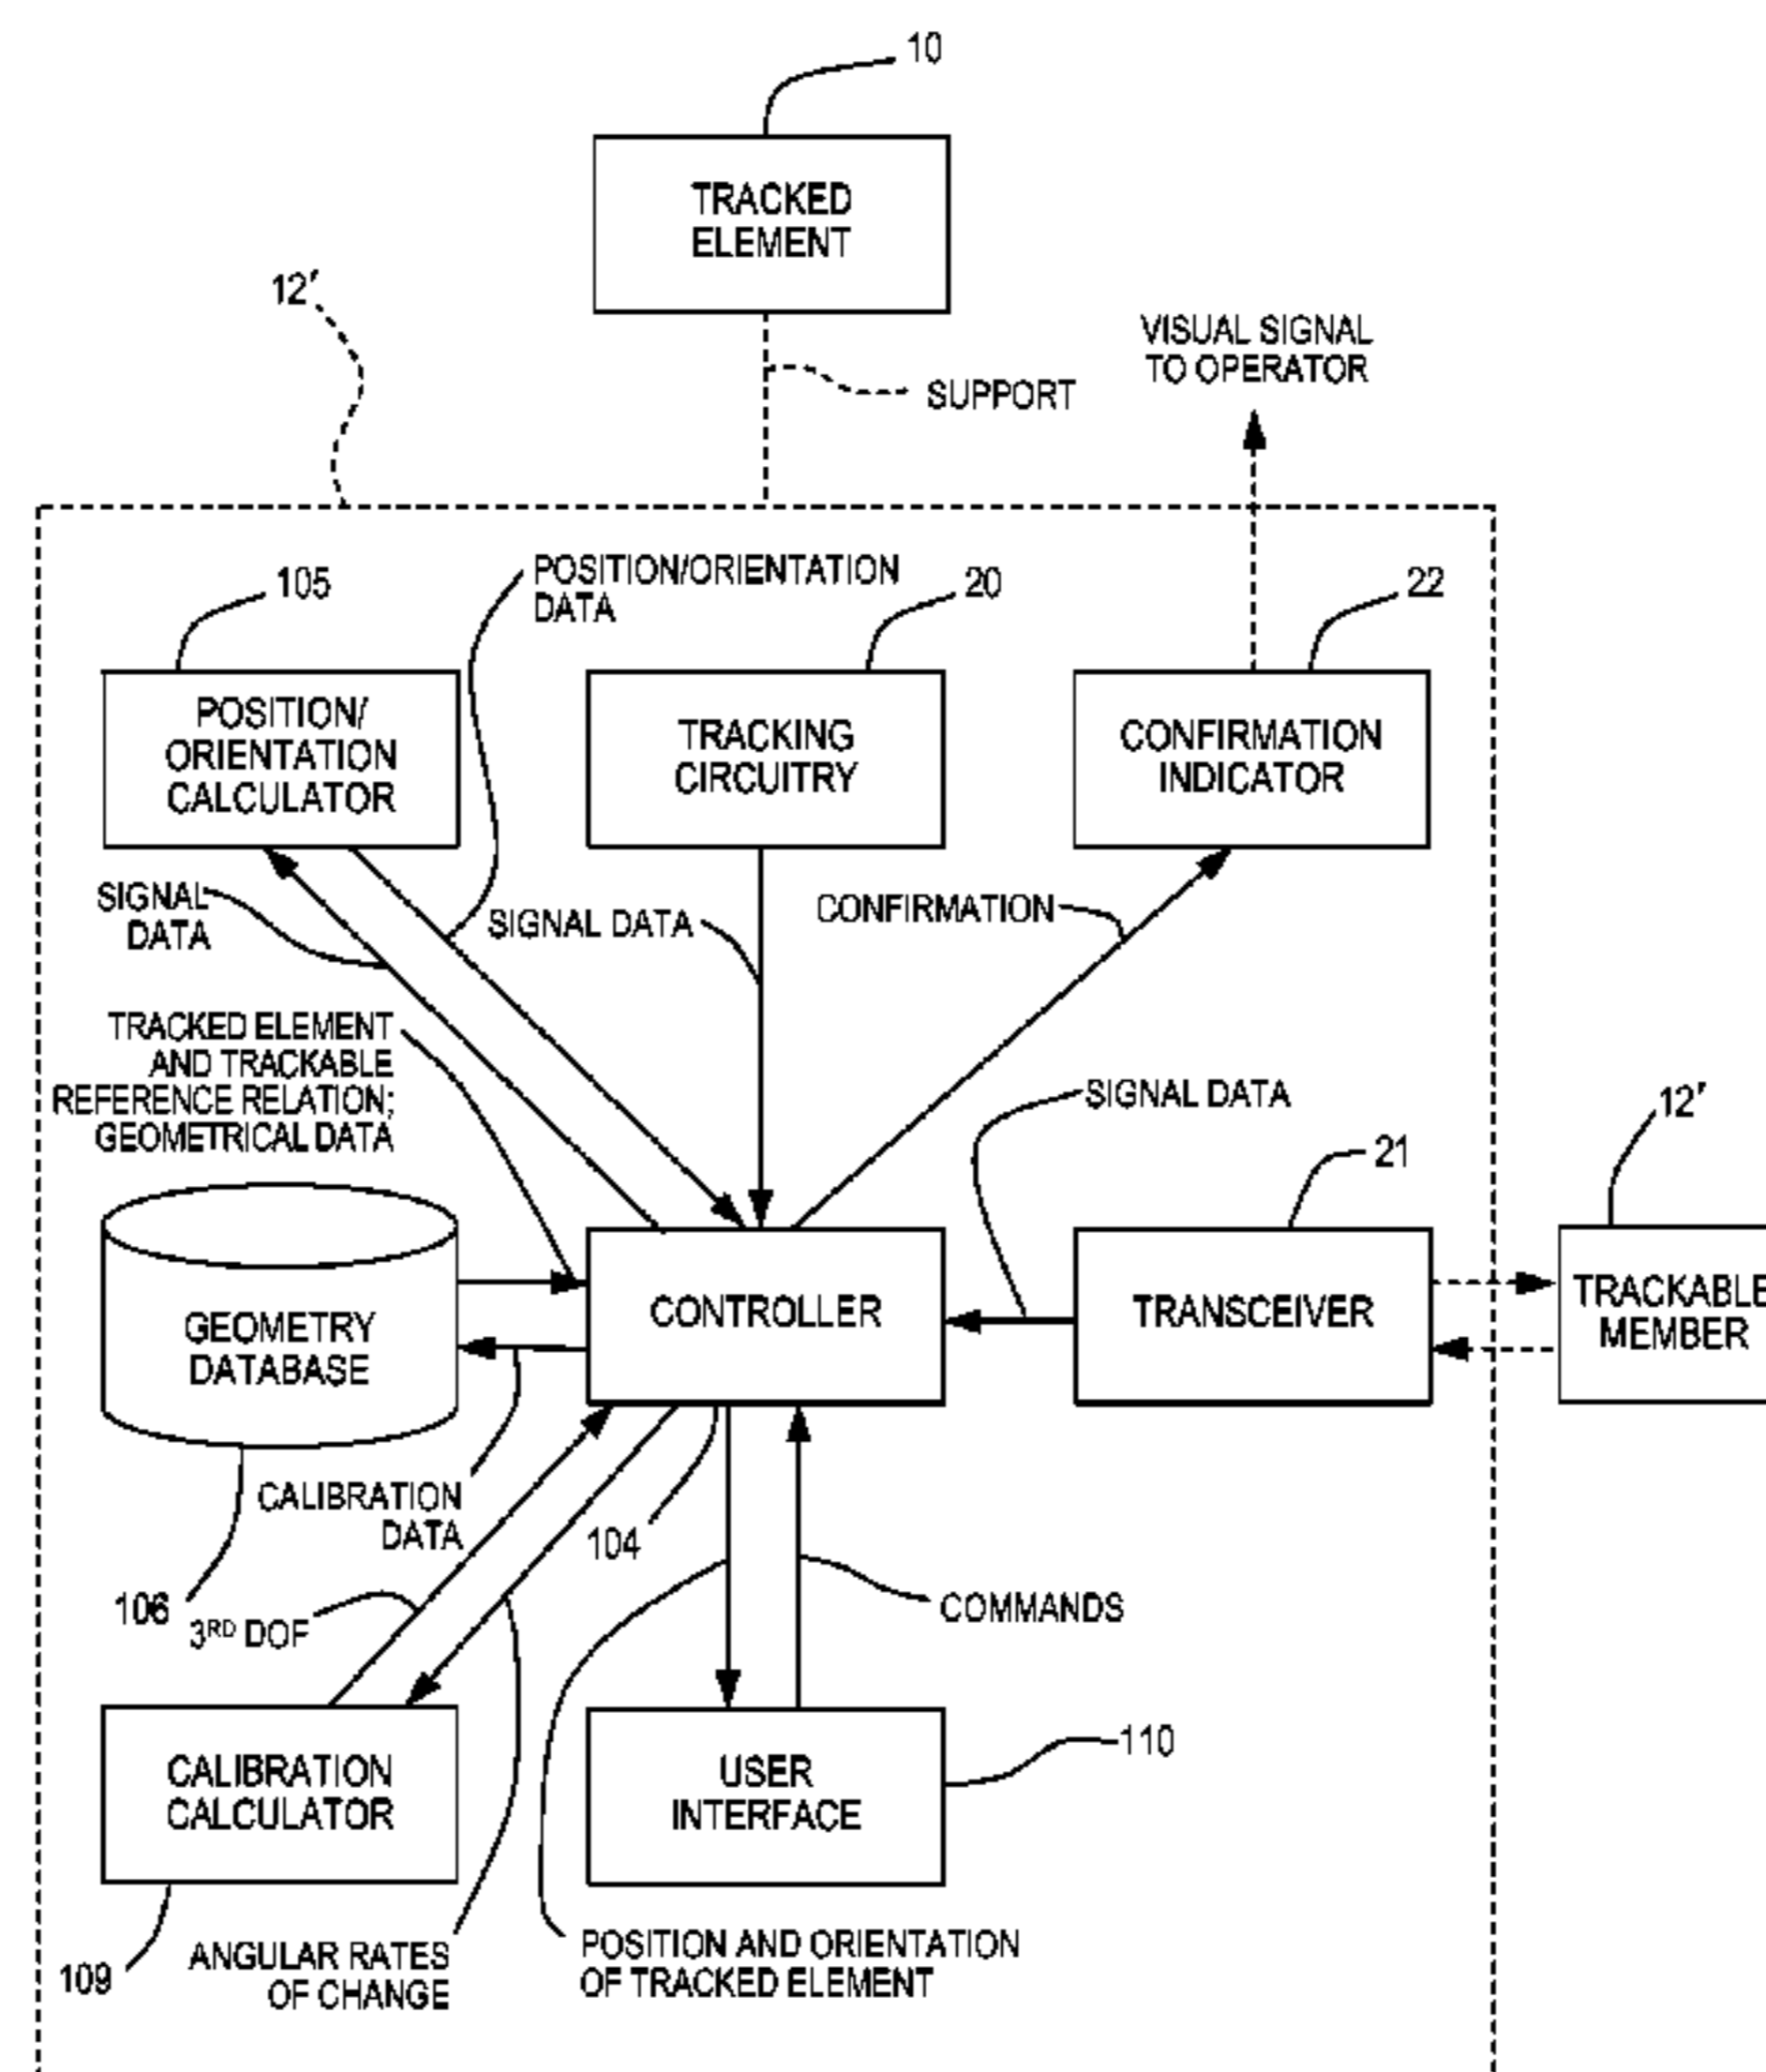 10
TRACKED
ELEMENT
12'
SUPPORT
VISUAL SIGNAL
TO OPERATOR
105
POSITION/ORIENTATION
DATA
20
22
POSITION/
ORIENTATION
CALCULATOR
TRACKING
CIRCUITRY
CONFIRMATION
INDICATOR
SIGNAL
DATA
SIGNAL DATA
CONFIRMATION
TRACKED ELEMENT
AND TRACKABLE
REFERENCE RELATION;
GEOMETRICAL DATA
SIGNAL DATA
21
12'
GEOMETRY
DATABASE
CONTROLLER
TRANSCEIVER
TRACKABLE
MEMBER
CALIBRATION
DATA
104
106
3RD DOF
COMMANDS
CALIBRATION
CALCULATOR
USER
INTERFACE
110
109
ANGULAR RATES
OF CHANGE
POSITION AND ORIENTATION
OF TRACKED ELEMENT